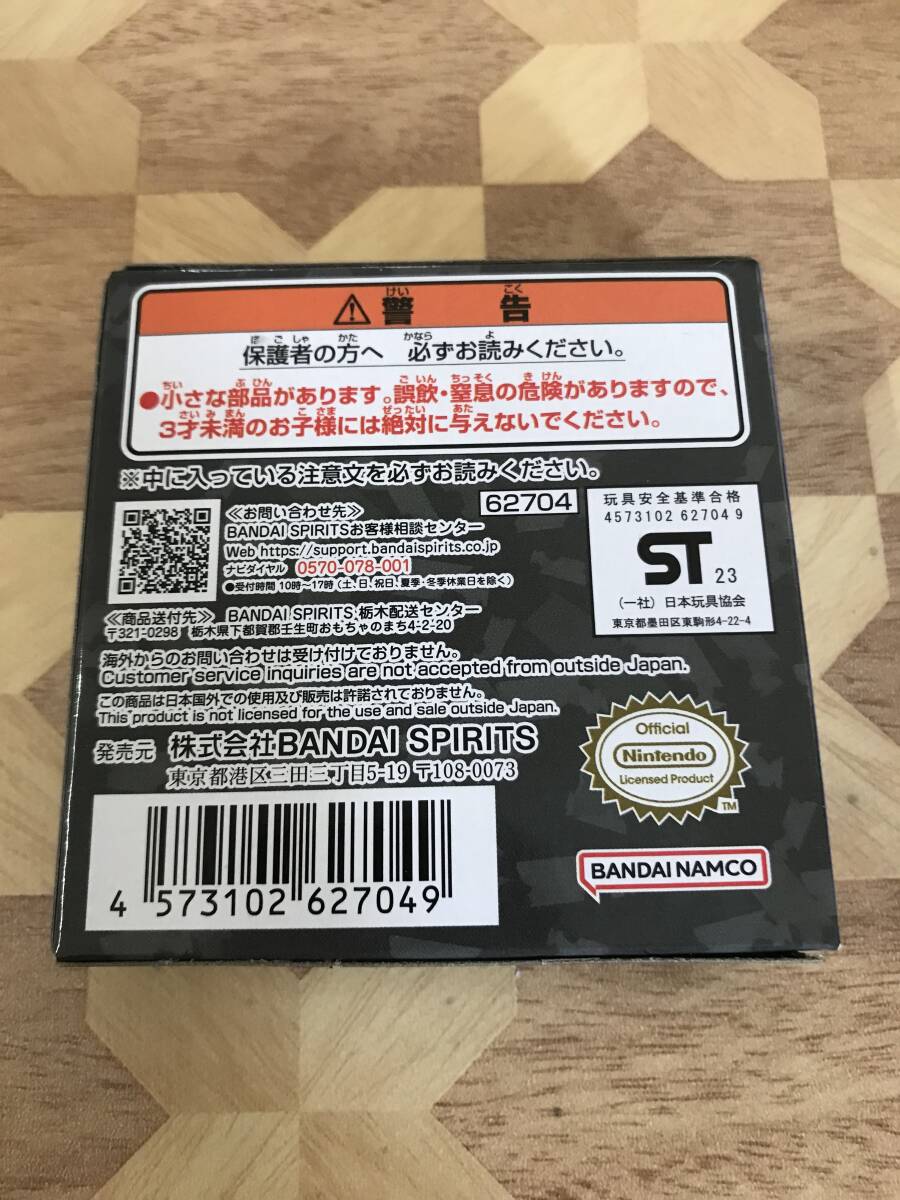 警告
保護者の方へ 必ずお読みください。
●小さな部品があります。誤飲・窒息の危険がありますので、
3才未満のお子様には絶対に与えないでください。
※中に入っている注意文を必ずお読みください。
≪お問い合わせ先≫
62704
BANDAI SPIRITSお客様相談センター
Web https://support.bandaispirits.co.jp
ナビダイヤル 0570-078-001
●受付時間 10時〜17時(土、日、祝日、夏季・冬季休業日を除く)
玩具安全基準合格
4573102 62704 9
ST 23
(一社)日本玩具協会
東京都墨田区東駒形4-22-4
≪商品送付先≫ BANDAI SPIRITS 栃木配送センター
〒321-0298 栃木県下都賀郡壬生町おもちゃのまち4-2-20
海外からのお問い合わせは受け付けておりません。
Customer service inquiries are not accepted from outside Japan.
この商品は日本国外での使用及び販売は許諾されておりません。
This product is not licensed for the use and sale outside Japan.
発売元 株式会社BANDAI SPIRITS
東京都港区三田三丁目5-19 〒108-0073
Official
Nintendo
Licensed Product
TM
BANDAI NAMCO
4 573102 627049